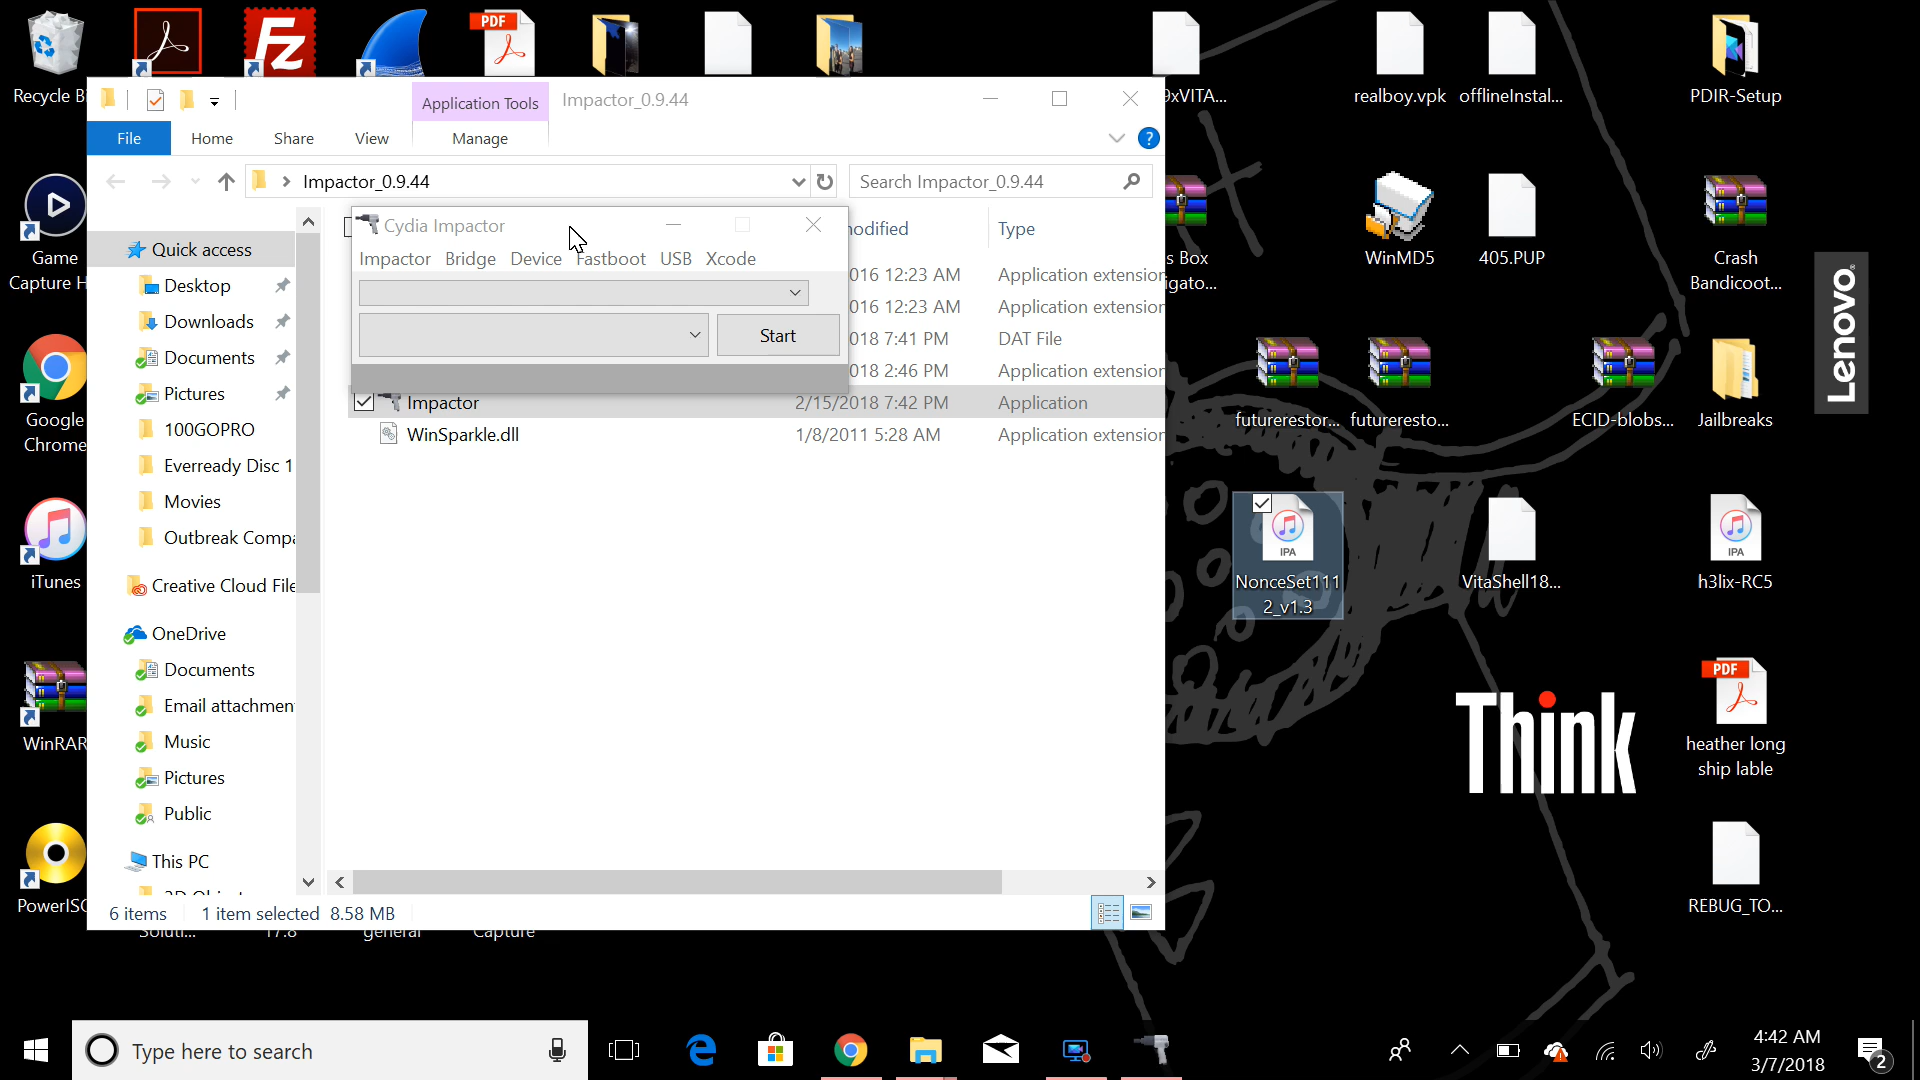 Recycle Bi
9xVITA...
realboy.vpk
offlineInstal...
PDIR-Setup
Application Tools
Impactor_0.9.44
File
Home
Share
View
Manage
Impactor_0.9.44
Search Impactor_0.9.44
Cydia Impactor
Impactor Bridge Device Fastboot USB Xcode
Start
modified
Type
016 12:23 AM
Application extension
016 12:23 AM
Application extension
018 7:41 PM
DAT File
018 2:46 PM
Application extension
Impactor
2/15/2018 7:42 PM
Application
WinSparkle.dll
1/8/2011 5:28 AM
Application extension
Quick access
Desktop
Downloads
Documents
Pictures
100GOPRO
Everready Disc 1
Movies
Outbreak Compa
Creative Cloud File
OneDrive
Documents
Email attachmen
Music
Pictures
Public
This PC
6 items
1 item selected 8.58 MB
Game
Capture H
Google
Chrome
iTunes
WinRAR
PowerISO
Soluti...
17.8
general
Capture
PDF
FZ
s Box
igato...
WinMD5
405.PUP
Crash
Bandicoot...
Lenovo
futurerestor...
futureresto...
ECID-blobs...
Jailbreaks
IPA
NonceSet111
2_v1.3
VitaShell18...
IPA
h3lix-RC5
Think
PDF
heather long
ship lable
REBUG_TO...
Type here to search
4:42 AM
3/7/2018
2